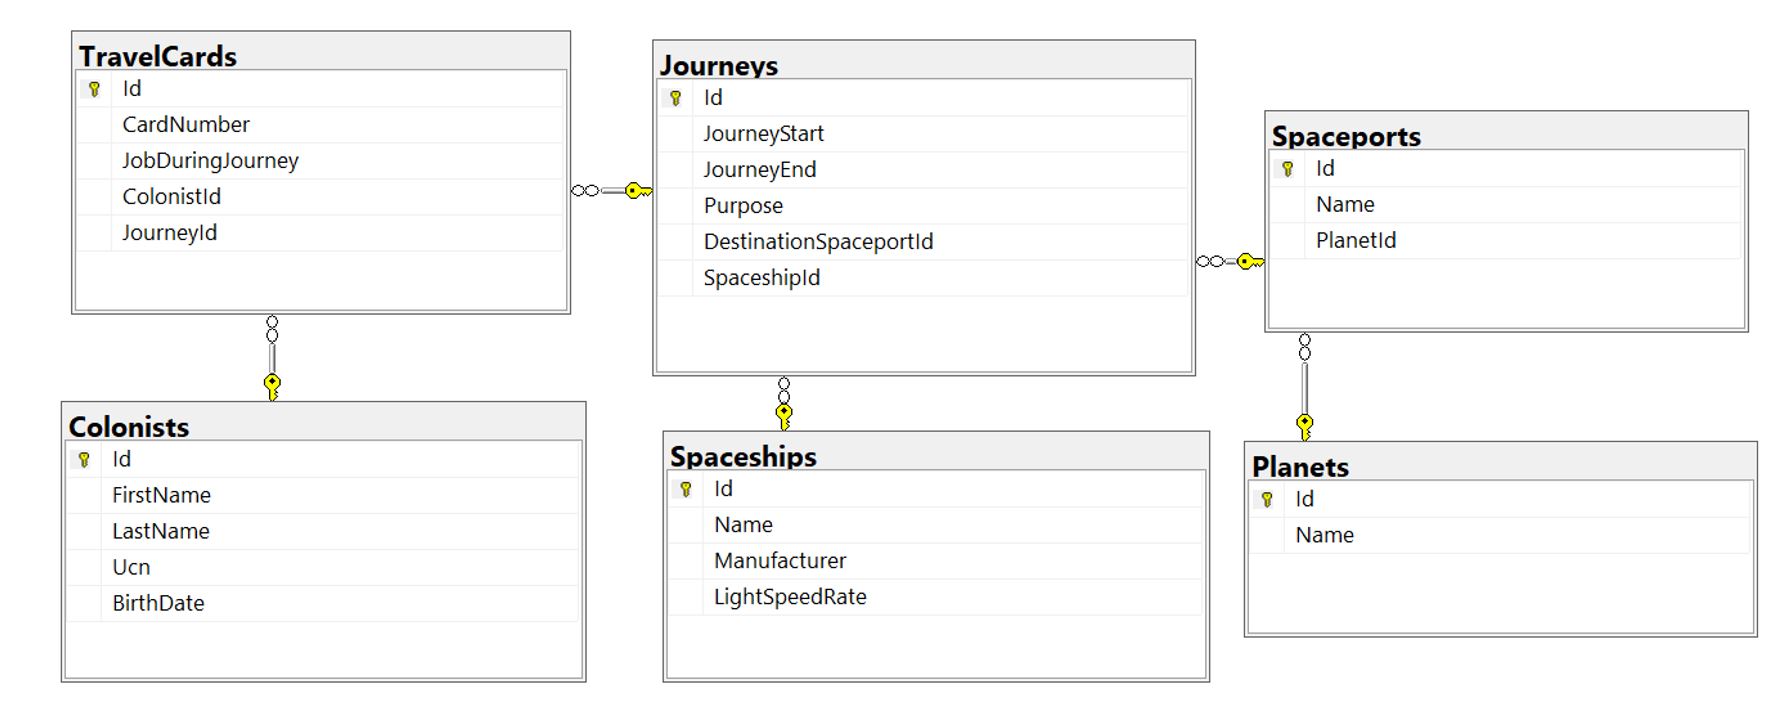 TravelCards
Id
CardNumber
JobDuringJourney
ColonistId
JourneyId
Journeys
Id
JourneyStart
JourneyEnd
Purpose
DestinationSpaceportId
SpaceshipId
Spaceports
Id
Name
PlanetId
Colonists
Id
FirstName
LastName
Ucn
BirthDate
Spaceships
Id
Name
Manufacturer
LightSpeedRate
Planets
Id
Name